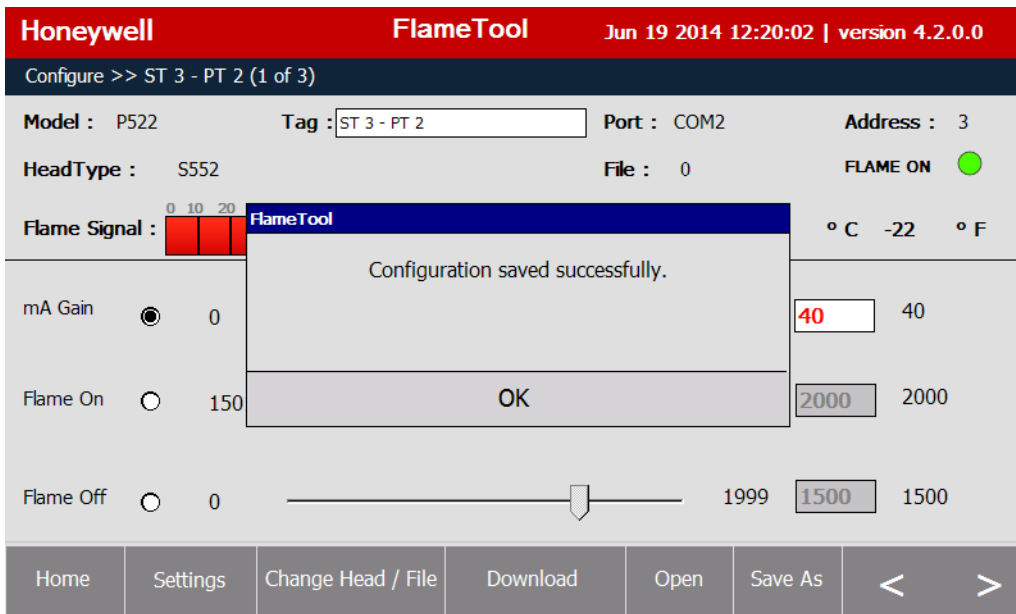 Honeywell FlameTool Jun 19 2014 12:20:02 | version 4.2.0.0
Configure >> ST 3 - PT 2 (1 of 3)
Model : P522 Tag : ST 3 - PT 2 Port : COM2 Address : 3
HeadType : S552 File : 0 FLAME ON
0 10 20
Flame Signal : º C -22 º F
FlameTool
Configuration saved successfully.
OK
mA Gain 0 40 40
Flame On 150 2000 2000
Flame Off 0 1999 1500 1500
Home Settings Change Head / File Download Open Save As < >